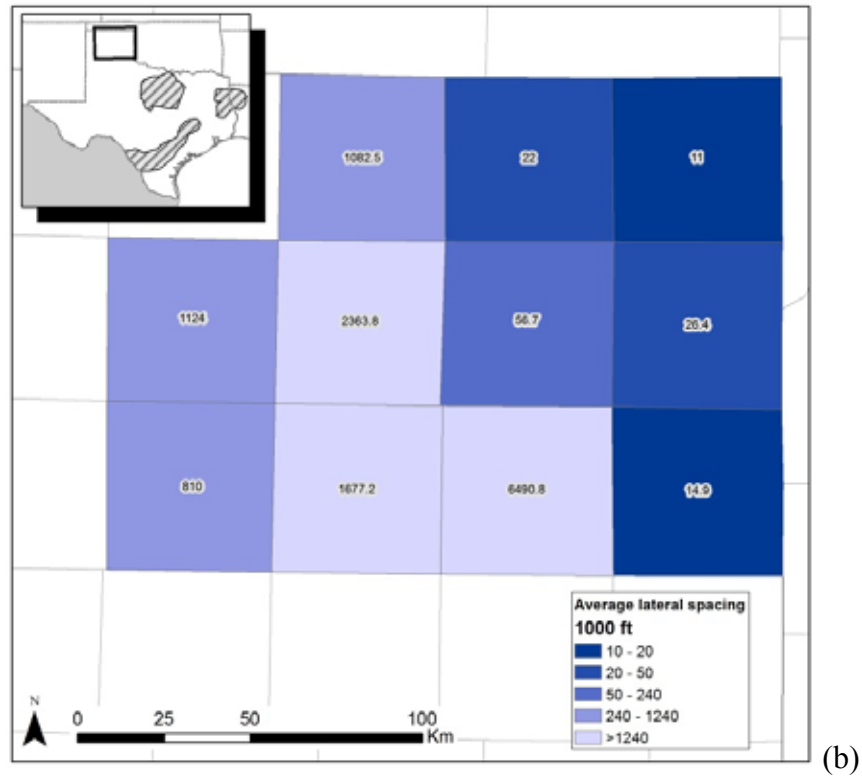 1082.5 22 11
1124 2363.8 56.7 26.4
810 1677.2 6490.8 14.9
Average lateral spacing
1000 ft
10 - 20
20 - 50
50 - 240
240 - 1240
>1240
N
0 25 50 100
Km
(b)